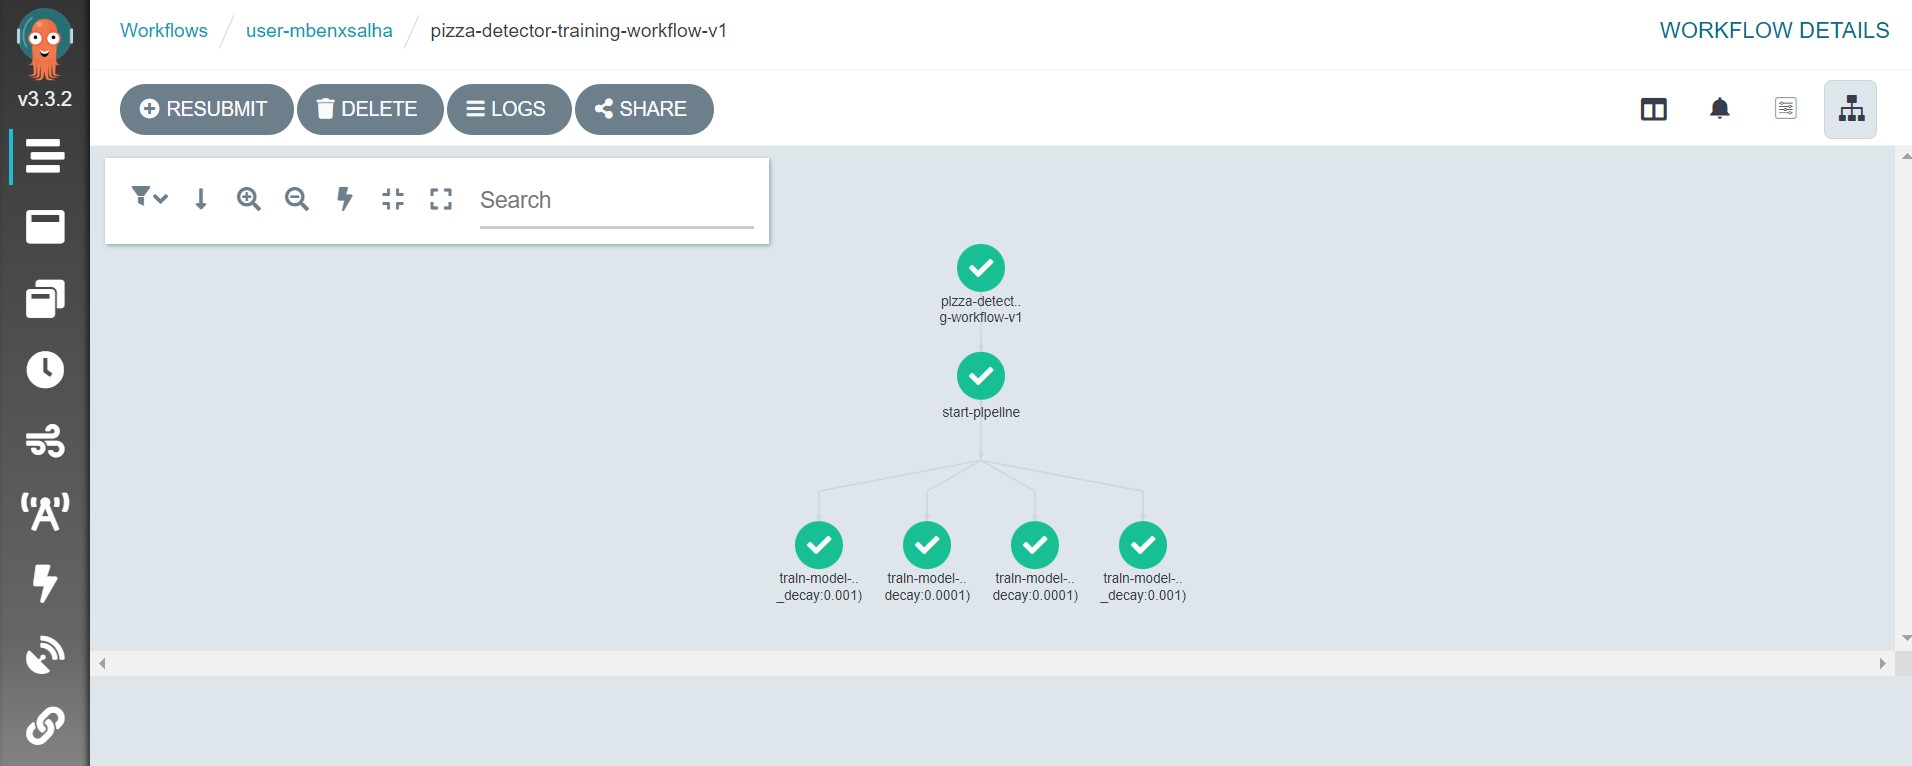 Workflows / user-mbenxsalha / pizza-detector-training-workflow-v1
WORKFLOW DETAILS
v3.3.2
RESUBMIT DELETE LOGS SHARE
Search
pizza-detect..
g-workflow-v1
start-pipeline
train-model-.. train-model-.. train-model-.. train-model-..
_decay:0.001) decay:0.0001) decay:0.0001) _decay:0.001)